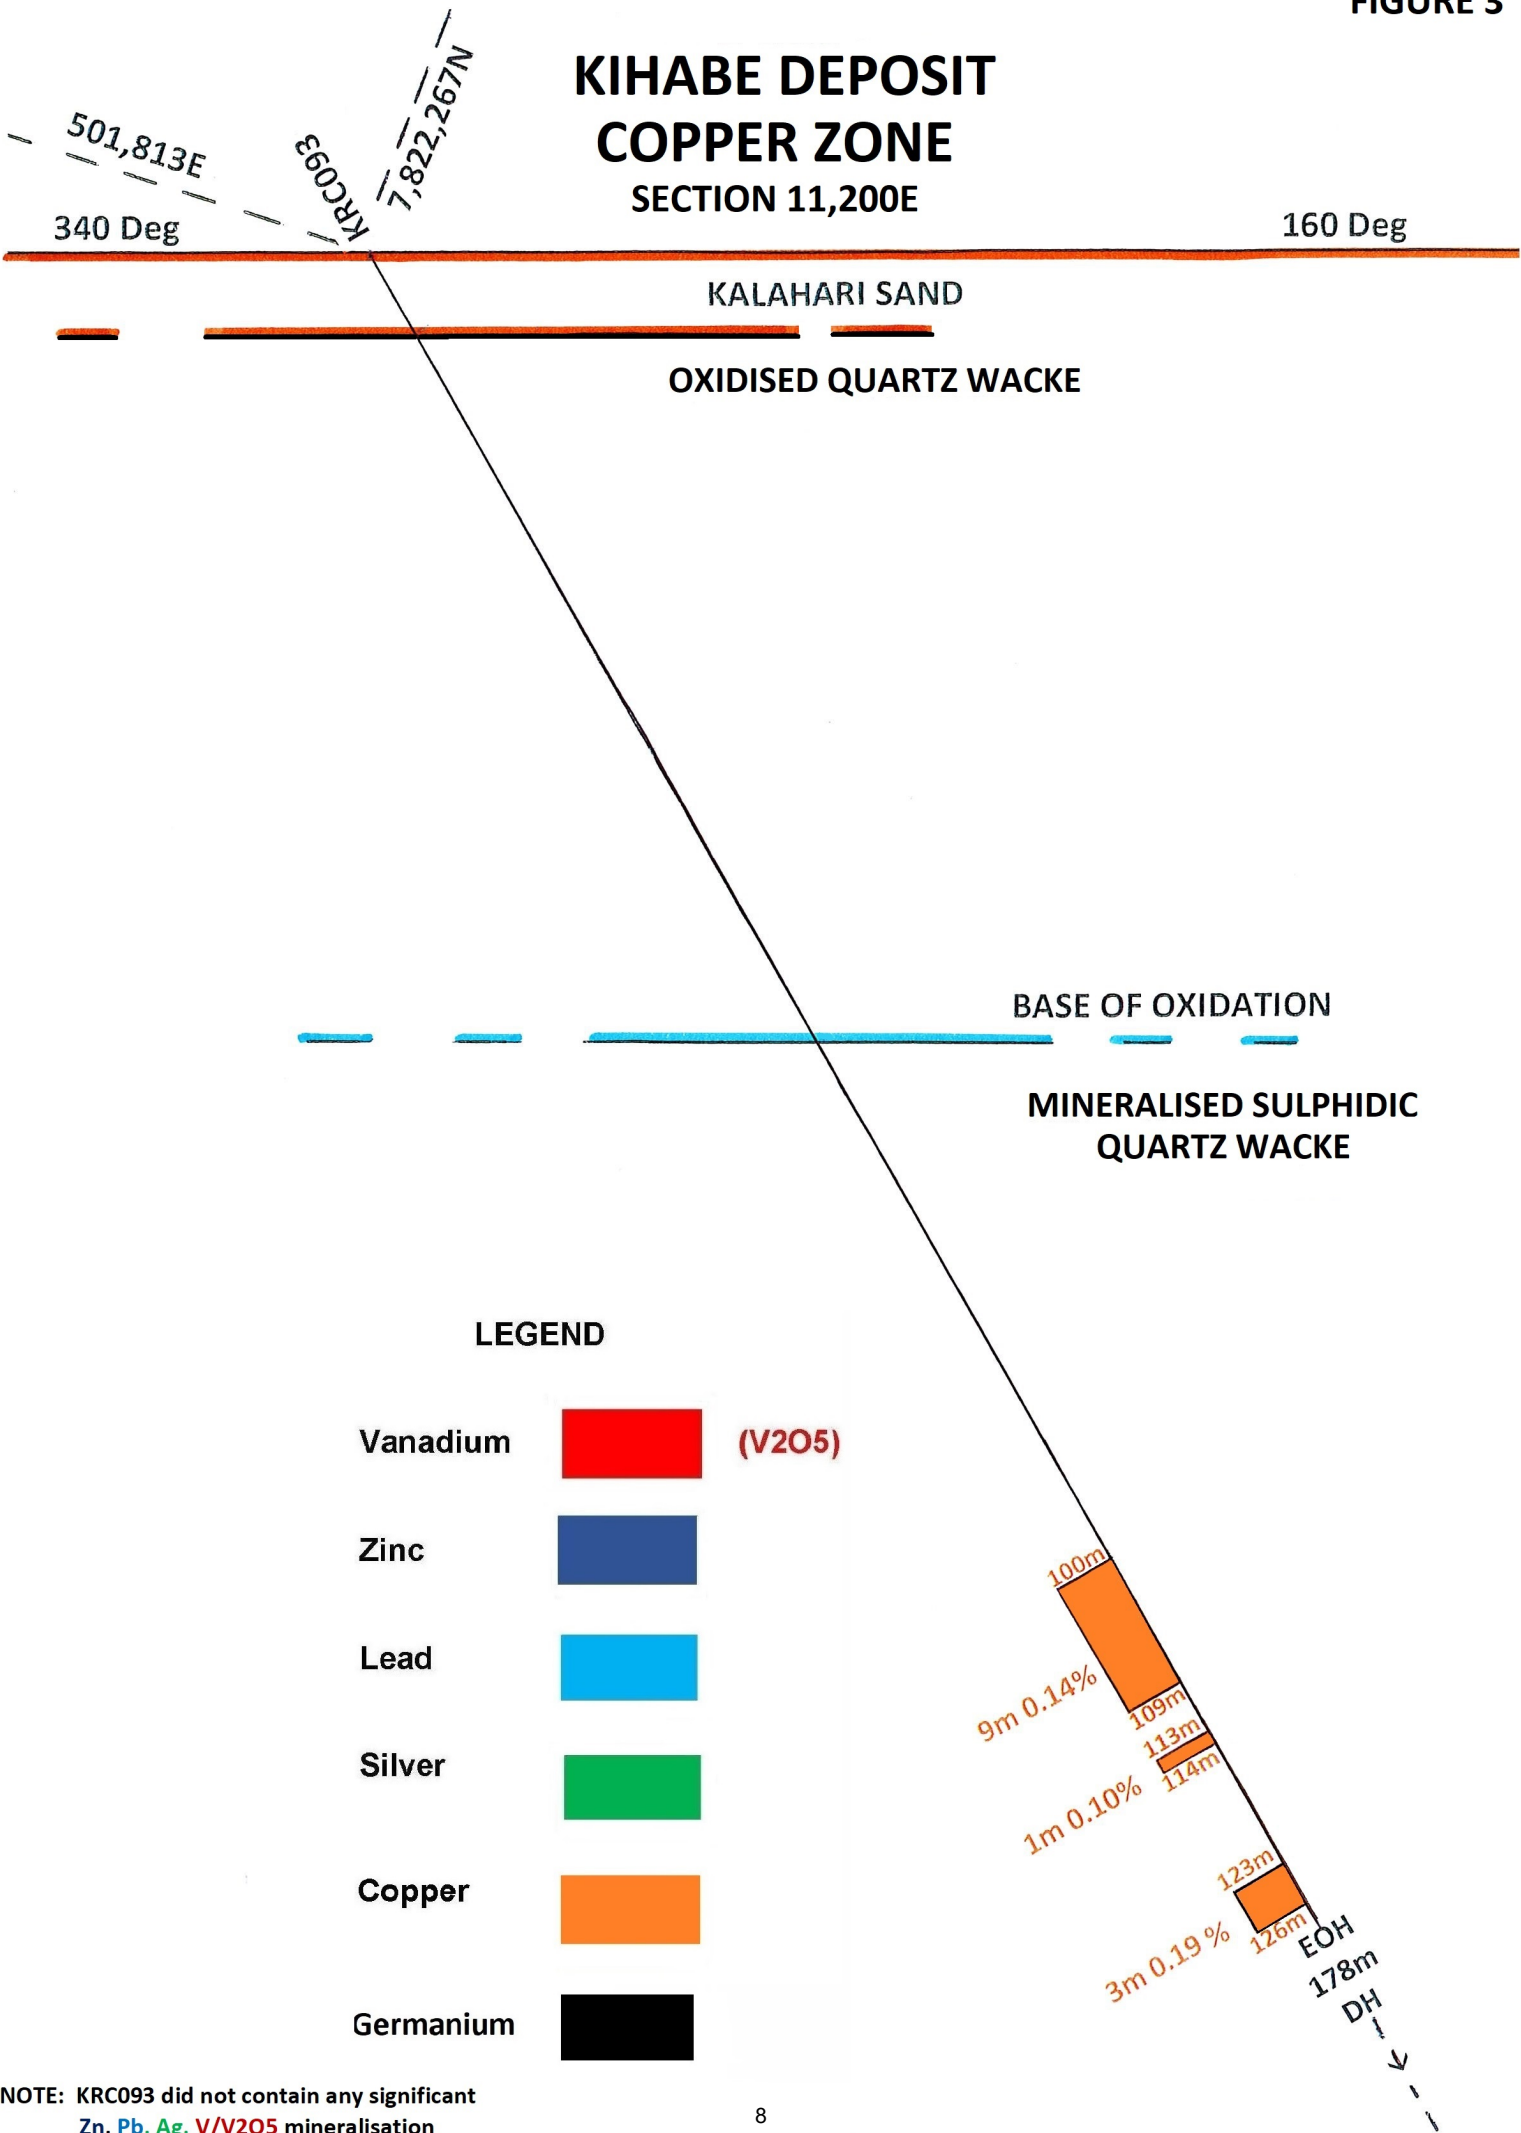 FIGURE 3
KIHABE DEPOSIT
COPPER ZONE
SECTION 11,200E
501,813E
KRC093
7,822,267N
340 Deg
160 Deg
KALAHARI SAND
OXIDISED QUARTZ WACKE
BASE OF OXIDATION
MINERALISED SULPHIDIC
QUARTZ WACKE
LEGEND
Vanadium (V2O5)
Zinc
Lead
Silver
Copper
Germanium
100m
9m 0.14%
109m
113m
1m 0.10%
114m
123m
3m 0.19 %
126m
EOH
178m
DH
NOTE: KRC093 did not contain any significant
Zn, Pb, Ag, V/V2O5 mineralisation
8